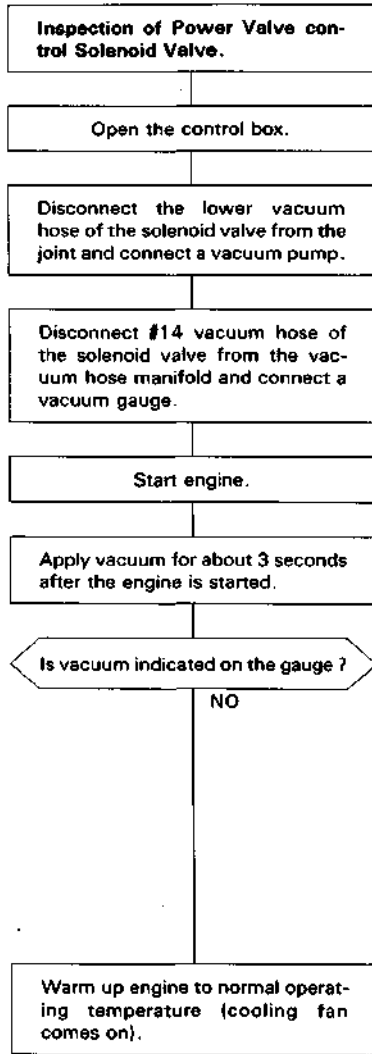 Inspection of Power Valve con-
trol Solenoid Valve.
Open the control box.
Disconnect the lower vacuum
hose of the solenoid valve from the
joint and connect a vacuum pump.
Disconnect #14 vacuum hose of
the solenoid valve from the vac-
uum hose manifold and connect a
vacuum gauge.
Start engine.
Apply vacuum for about 3 seconds
after the engine is started.
Is vacuum indicated on the gauge ?
NO
Warm up engine to normal operat-
ing temperature (cooling fan
comes on).